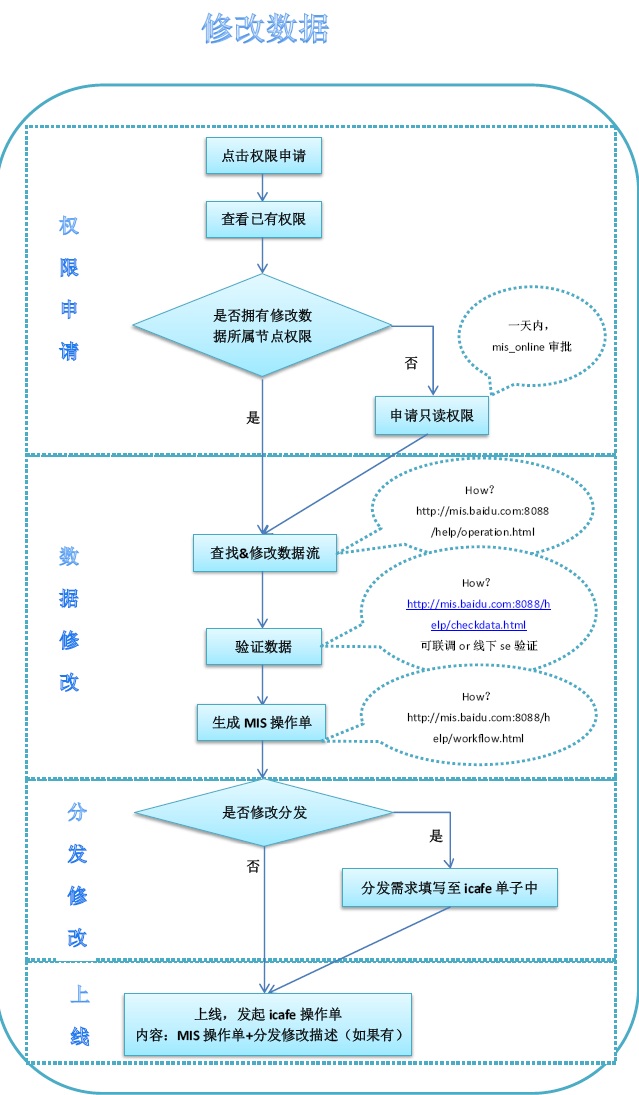 修改数据
权限申请
点击权限申请
查看已有权限
是否拥有修改数
据所属节点权限
一天内，
mis_online 审批
否
申请只读权限
是
数据修改
How？
http://mis.baidu.com:8088
/help/operation.html
查找&修改数据流
How？
http://mis.baidu.com:8088/h
elp/checkdata.html
可联调 or 线下 se 验证
验证数据
How？
http://mis.baidu.com:8088/h
elp/workflow.html
生成 MIS 操作单
分发修改
是否修改分发
是
否
分发需求填写至 icafe 单子中
上线
上线，发起 icafe 操作单
内容：MIS 操作单+分发修改描述（如果有）